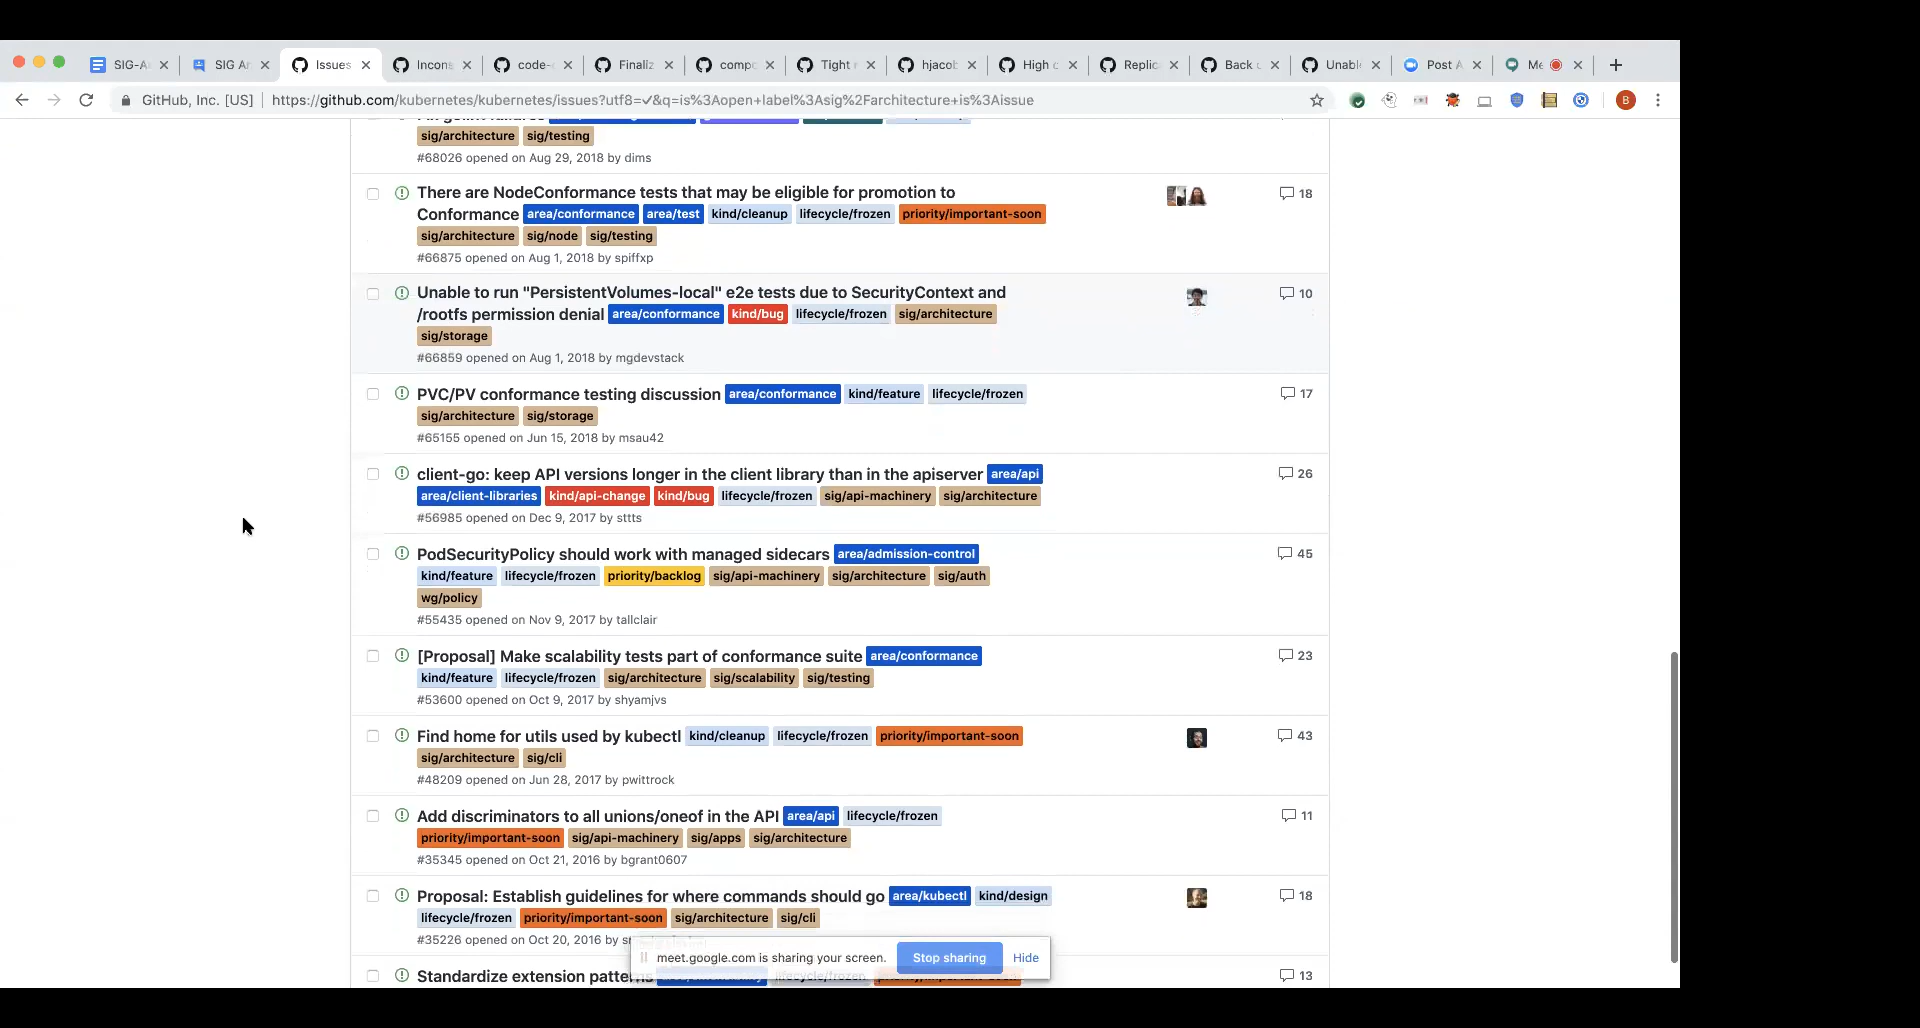 SIG-A
SIG Ar
Issues
Incons
code-
Finaliz
compo
Tight r
hjacob
High c
Replic
Back u
Unabl
Post A
Me
GitHub, Inc. [US] https://github.com/kubernetes/kubernetes/issues?utf8=✓&q=is%3Aopen+label%3Asig%2Farchitecture+is%3Aissue
B
sig/architecture sig/testing
#68026 opened on Aug 29, 2018 by dims
There are NodeConformance tests that may be eligible for promotion to 18
Conformance area/conformance area/test kind/cleanup lifecycle/frozen priority/important-soon
sig/architecture sig/node sig/testing
#66875 opened on Aug 1, 2018 by spiffxp
Unable to run "PersistentVolumes-local" e2e tests due to SecurityContext and 10
/rootfs permission denial area/conformance kind/bug lifecycle/frozen sig/architecture
sig/storage
#66859 opened on Aug 1, 2018 by mgdevstack
PVC/PV conformance testing discussion area/conformance kind/feature lifecycle/frozen 17
sig/architecture sig/storage
#65155 opened on Jun 15, 2018 by msau42
client-go: keep API versions longer in the client library than in the apiserver area/api 26
area/client-libraries kind/api-change kind/bug lifecycle/frozen sig/api-machinery sig/architecture
#56985 opened on Dec 9, 2017 by sttts
PodSecurityPolicy should work with managed sidecars area/admission-control 45
kind/feature lifecycle/frozen priority/backlog sig/api-machinery sig/architecture sig/auth
wg/policy
#55435 opened on Nov 9, 2017 by tallclair
[Proposal] Make scalability tests part of conformance suite area/conformance 23
kind/feature lifecycle/frozen sig/architecture sig/scalability sig/testing
#53600 opened on Oct 9, 2017 by shyamjvs
Find home for utils used by kubectl kind/cleanup lifecycle/frozen priority/important-soon 43
sig/architecture sig/cli
#48209 opened on Jun 28, 2017 by pwittrock
Add discriminators to all unions/oneof in the API area/api lifecycle/frozen 11
priority/important-soon sig/api-machinery sig/apps sig/architecture
#35345 opened on Oct 21, 2016 by bgrant0607
Proposal: Establish guidelines for where commands should go area/kubectl kind/design 18
lifecycle/frozen priority/important-soon sig/architecture sig/cli
#35226 opened on Oct 20, 2016 by
meet.google.com is sharing your screen. Stop sharing Hide
Standardize extension patterns lifecycle/frozen 13